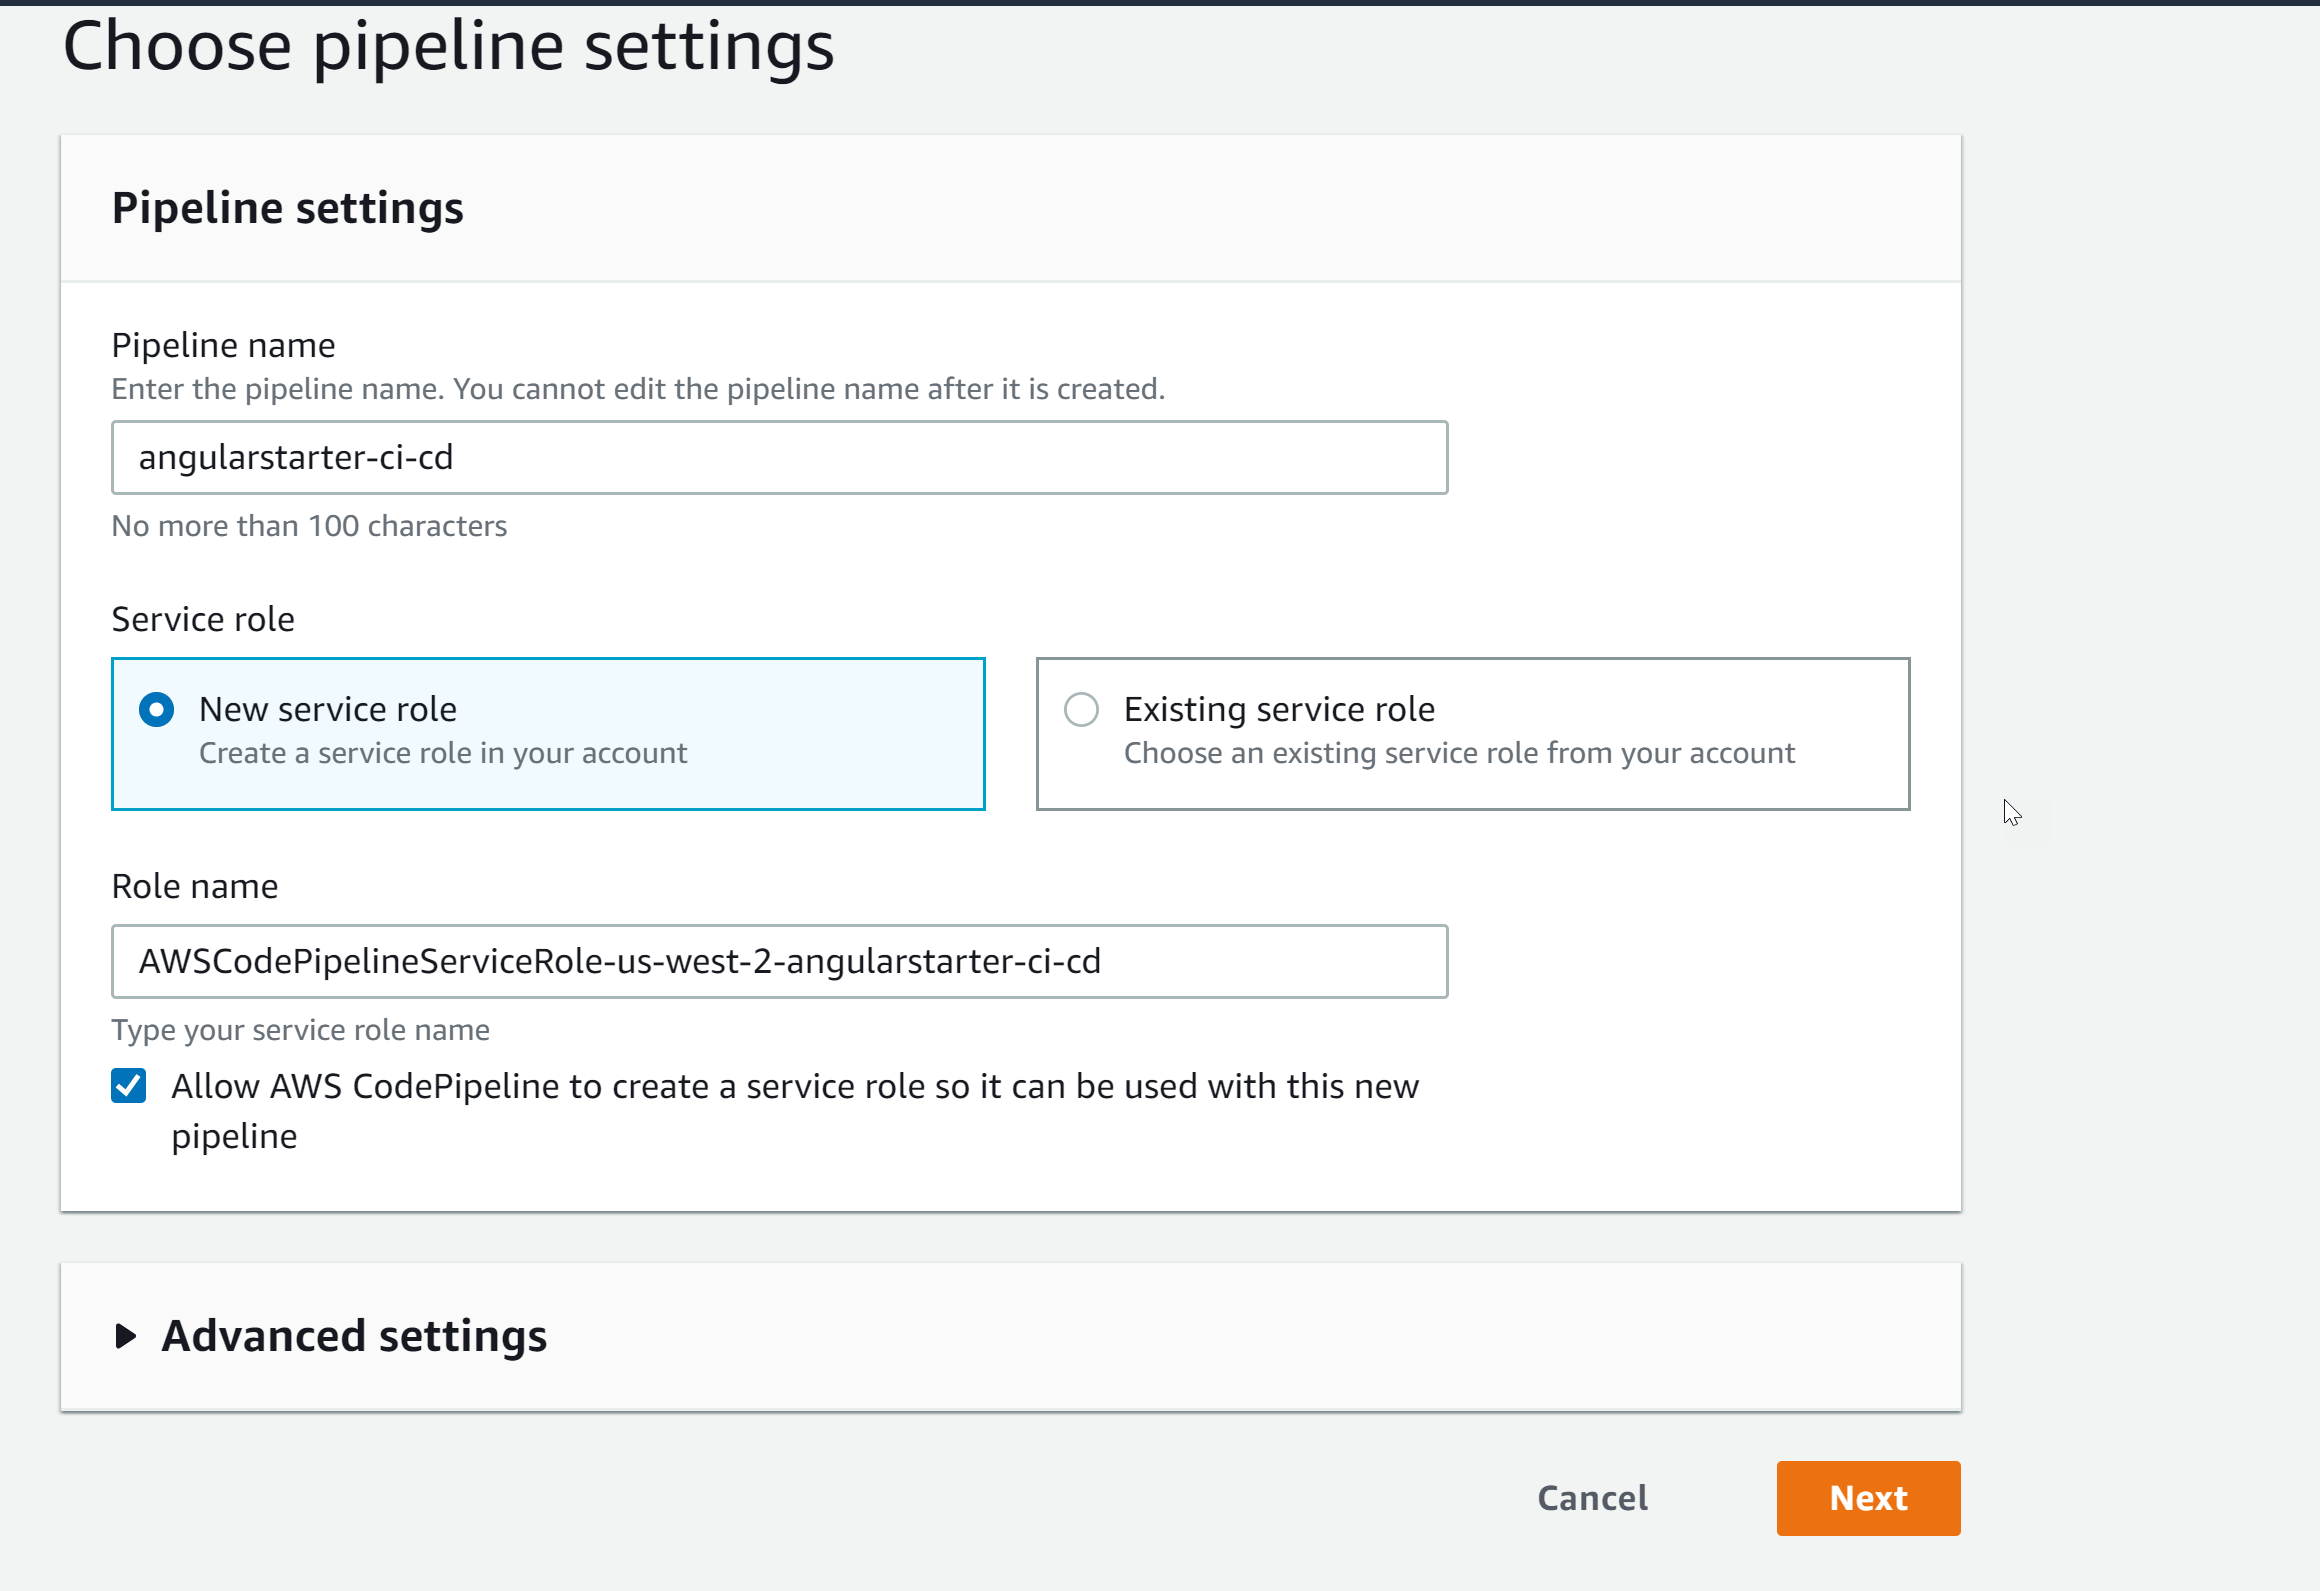 Choose pipeline settings
Pipeline settings
Pipeline name
Enter the pipeline name. You cannot edit the pipeline name after it is created.
angularstarter-ci-cd
No more than 100 characters
Service role
New service role
Create a service role in your account
Existing service role
Choose an existing service role from your account
Role name
AWSCodePipelineServiceRole-us-west-2-angularstarter-ci-cd
Type your service role name
Allow AWS CodePipeline to create a service role so it can be used with this new
pipeline
Advanced settings
Cancel
Next